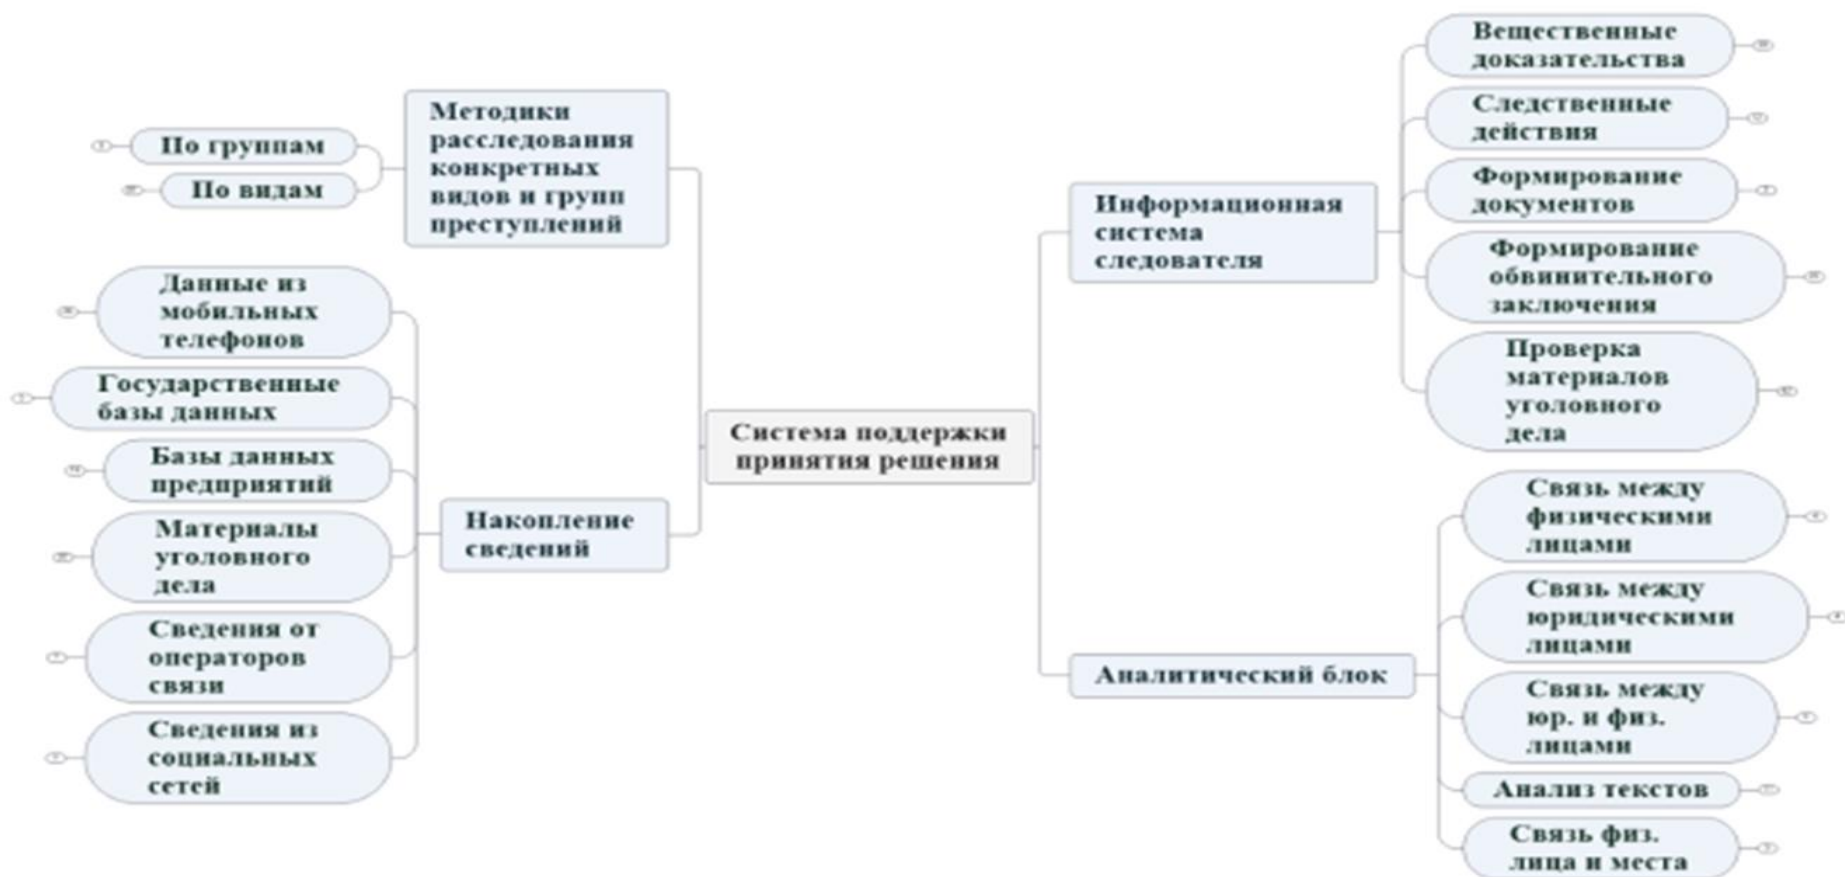 Методики
расследования
конкретных
видов и групп
преступлений
По группам
По видам
Данные из
мобильных
телефонов
Государственные
базы данных
Базы данных
предприятий
Материалы
уголовного
дела
Сведения от
операторов
связи
Сведения из
социальных
сетей
Накопление
сведений
Система поддержки
принятия решения
Информационная
система
следователя
Вещественные
доказательства
Следственные
действия
Формирование
документов
Формирование
обвинительного
заключения
Проверка
материалов
уголовного
дела
Аналитический блок
Связь между
физическими
лицами
Связь между
юридическими
лицами
Связь между
юр. и физ.
лицами
Анализ текстов
Связь физ.
лица и места